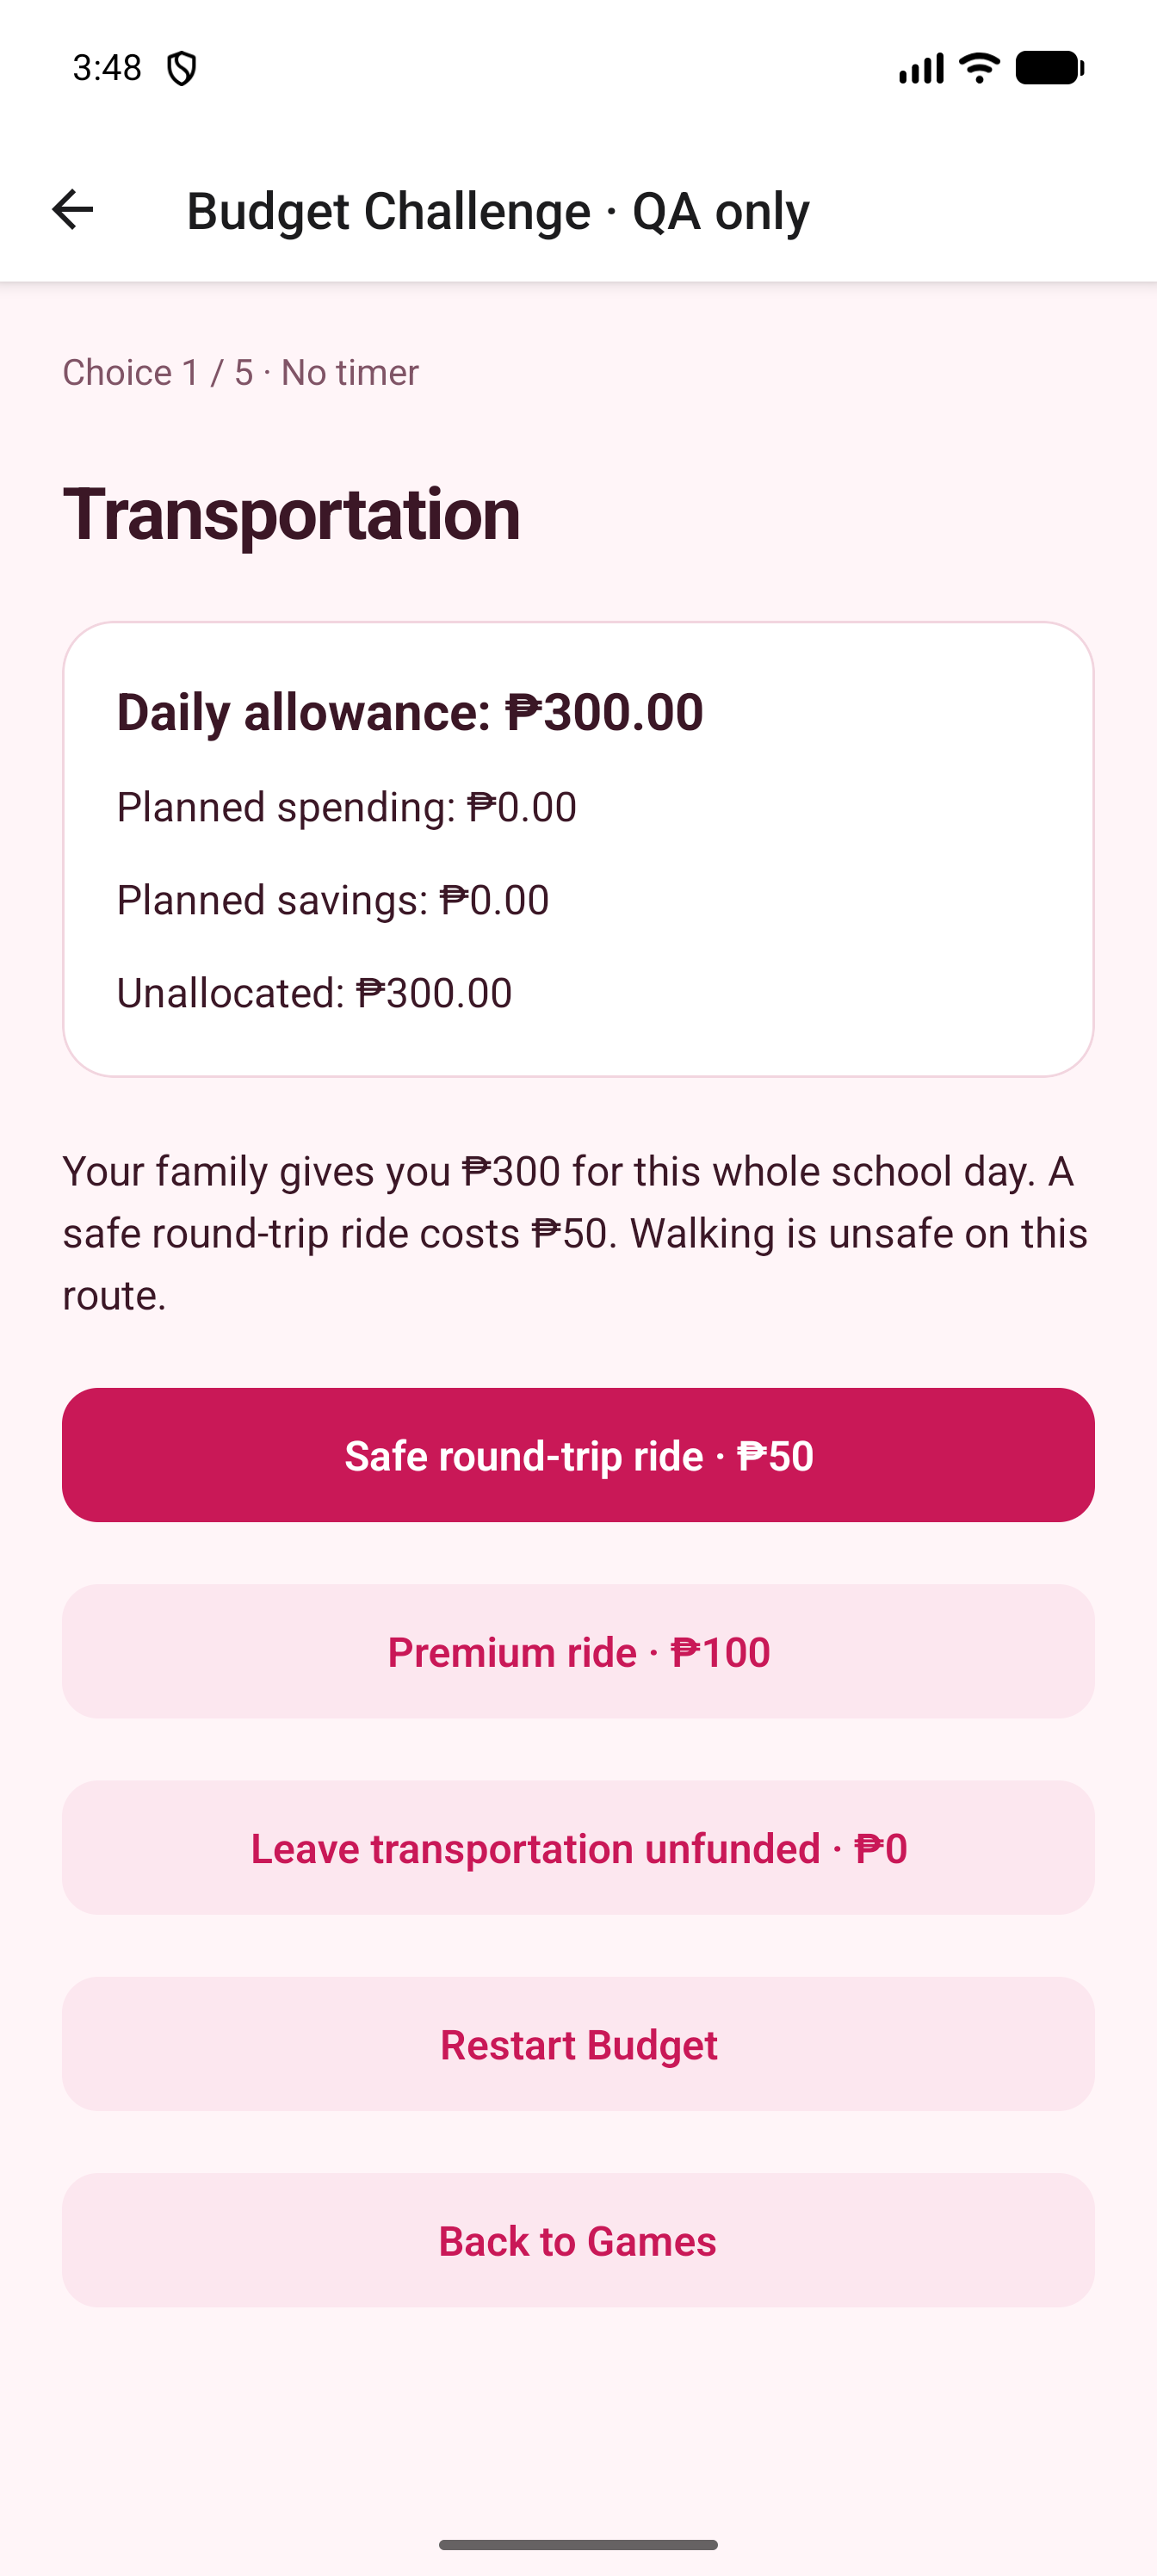 3:48
Budget Challenge · QA only
Choice 1 / 5 · No timer
Transportation
Daily allowance: ₱300.00
Planned spending: ₱0.00
Planned savings: ₱0.00
Unallocated: ₱300.00
Your family gives you ₱300 for this whole school day. A
safe round-trip ride costs ₱50. Walking is unsafe on this
route.
Safe round-trip ride · ₱50
Premium ride · ₱100
Leave transportation unfunded · ₱0
Restart Budget
Back to Games